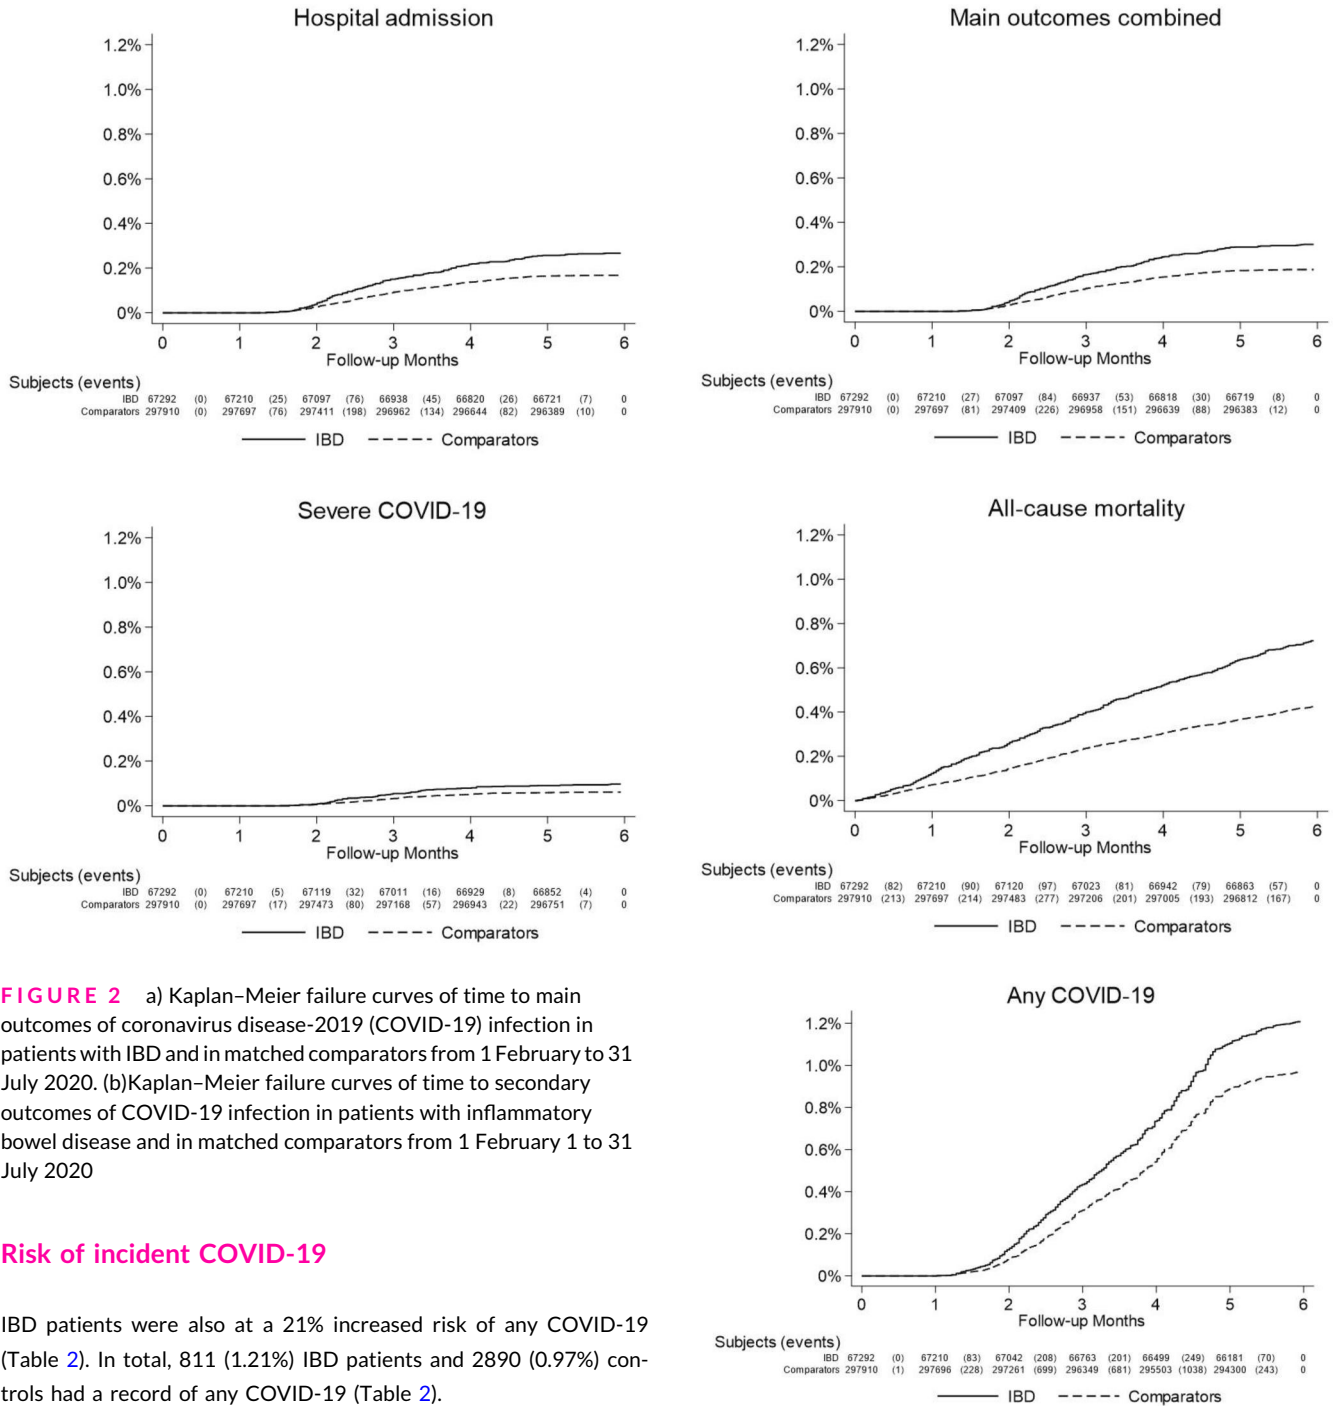 Hospital admission
1.2%
1.0%
0.8%
0.6%
0.4%
0.2%
0%
0 1 2 3 4 5 6
Follow-up Months
Subjects (events)
IBD 67292 (0) 67210 (25) 67097 (76) 66938 (45) 66820 (26) 66721 (7) 0
Comparators 297910 (0) 297697 (76) 297411 (198) 296962 (134) 296644 (82) 296389 (10) 0
IBD Comparators
Severe COVID-19
1.2%
1.0%
0.8%
0.6%
0.4%
0.2%
0%
0 1 2 3 4 5 6
Follow-up Months
Subjects (events)
IBD 67292 (0) 67210 (5) 67119 (32) 67011 (16) 66929 (8) 66852 (4) 0
Comparators 297910 (0) 297697 (17) 297473 (80) 297168 (57) 296943 (22) 296751 (7) 0
IBD Comparators
FIGURE 2 a) Kaplan–Meier failure curves of time to main
outcomes of coronavirus disease-2019 (COVID-19) infection in
patients with IBD and in matched comparators from 1 February to 31
July 2020. (b)Kaplan–Meier failure curves of time to secondary
outcomes of COVID-19 infection in patients with inflammatory
bowel disease and in matched comparators from 1 February 1 to 31
July 2020
Risk of incident COVID-19
IBD patients were also at a 21% increased risk of any COVID-19
(Table 2). In total, 811 (1.21%) IBD patients and 2890 (0.97%) con-
trols had a record of any COVID-19 (Table 2).
Main outcomes combined
1.2%
1.0%
0.8%
0.6%
0.4%
0.2%
0%
0 1 2 3 4 5 6
Follow-up Months
Subjects (events)
IBD 67292 (0) 67210 (27) 67097 (84) 66937 (53) 66818 (30) 66719 (8) 0
Comparators 297910 (0) 297697 (81) 297409 (226) 296958 (151) 296639 (88) 296383 (12) 0
IBD Comparators
All-cause mortality
1.2%
1.0%
0.8%
0.6%
0.4%
0.2%
0%
0 1 2 3 4 5 6
Follow-up Months
Subjects (events)
IBD 67292 (82) 67210 (90) 67120 (97) 67023 (81) 66942 (79) 66863 (57) 0
Comparators 297910 (213) 297697 (214) 297483 (277) 297206 (201) 297005 (193) 296812 (167) 0
IBD Comparators
Any COVID-19
1.2%
1.0%
0.8%
0.6%
0.4%
0.2%
0%
0 1 2 3 4 5 6
Follow-up Months
Subjects (events)
IBD 67292 (0) 67210 (83) 67042 (208) 66763 (201) 66499 (249) 66181 (70) 0
Comparators 297910 (1) 297696 (228) 297261 (699) 296349 (681) 295503 (1038) 294300 (243) 0
IBD Comparators